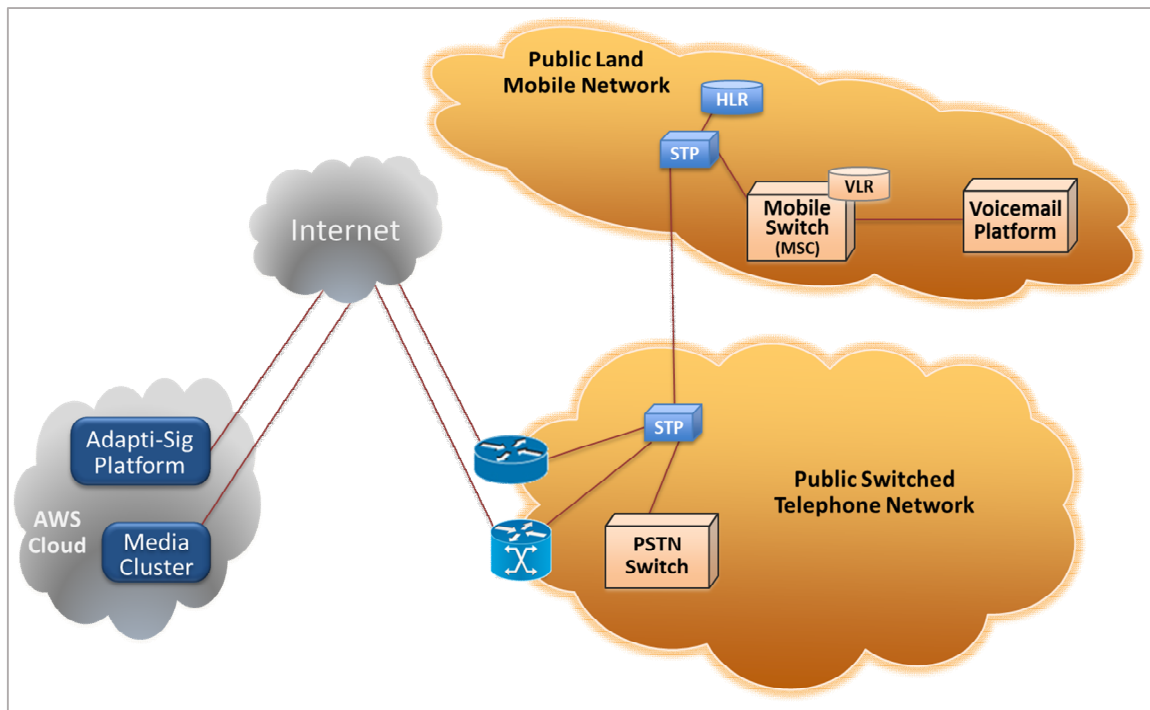 Public Land
Mobile Network
HLR
STP
VLR
Mobile
Switch
(MSC)
Voicemail
Platform
Internet
Adapti-Sig
Platform
AWS
Cloud
Media
Cluster
STP
Public Switched
Telephone Network
PSTN
Switch